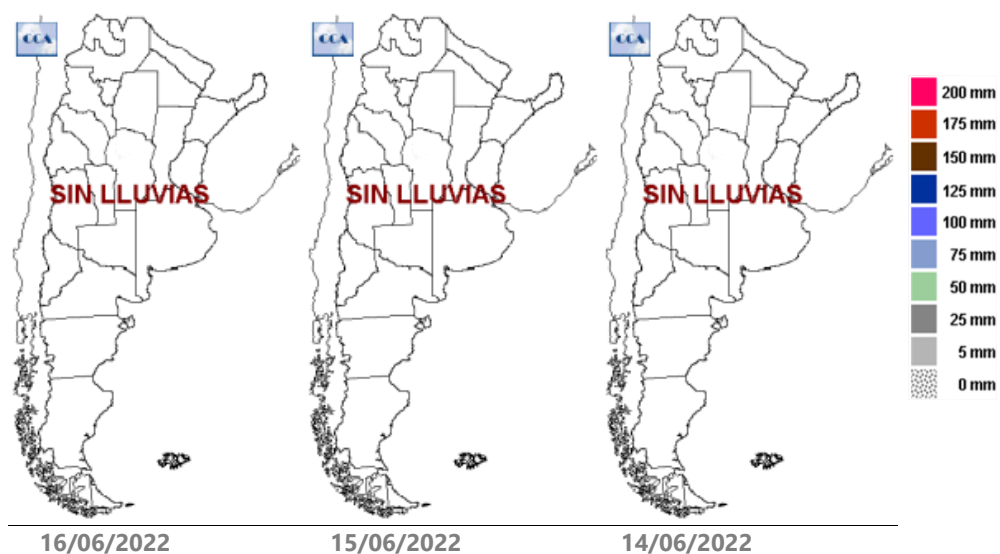 CCA CCA CCA
SIN LLUVIAS SIN LLUVIAS SIN LLUVIAS
200 mm
175 mm
150 mm
125 mm
100 mm
75 mm
50 mm
25 mm
5 mm
0 mm
16/06/2022 15/06/2022 14/06/2022